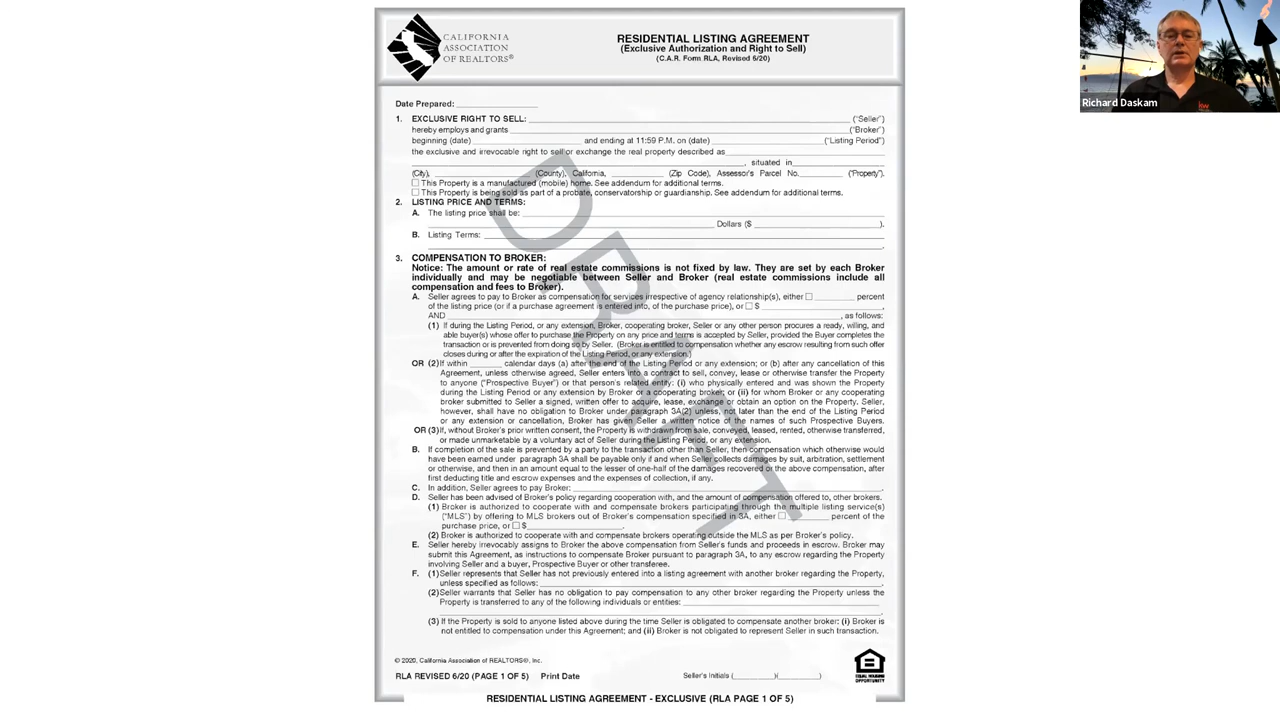 CALIFORNIA
ASSOCIATION
OF REALTORS®
RESIDENTIAL LISTING AGREEMENT
(Exclusive Authorization and Right to Sell)
(C.A.R. Form RLA, Revised 6/20)
Richard Daskam
kw
Date Prepared: ____________
1. EXCLUSIVE RIGHT TO SELL: ____________ ("Seller")
hereby employs and grants ____________ ("Broker")
beginning (date) ____________ and ending at 11:59 P.M. on (date) ____________ ("Listing Period")
the exclusive and irrevocable right to sell or exchange the real property described as ____________
____________, situated in ____________
(City), ____________ (County), California, ____________ (Zip Code), Assessor's Parcel No. ____________ ("Property").
☐ This Property is a manufactured (mobile) home. See addendum for additional terms.
☐ This Property is being sold as part of a probate, conservatorship or guardianship. See addendum for additional terms.
2. LISTING PRICE AND TERMS:
A. The listing price shall be: ____________
____________ Dollars ($ ____________).
B. Listing Terms: ____________
3. COMPENSATION TO BROKER:
Notice: The amount or rate of real estate commissions is not fixed by law. They are set by each Broker
individually and may be negotiable between Seller and Broker (real estate commissions include all
compensation and fees to Broker).
A. Seller agrees to pay to Broker as compensation for services irrespective of agency relationship(s), either ☐ ____________ percent
of the listing price (or if a purchase agreement is entered into, of the purchase price), or ☐ $ ____________,
AND ____________, as follows:
(1) If during the Listing Period, or any extension, Broker, cooperating broker, Seller or any other person procures a ready, willing, and
able buyer(s) whose offer to purchase the Property on any price and terms is accepted by Seller, provided the Buyer completes the
transaction or is prevented from doing so by Seller. (Broker is entitled to compensation whether any escrow resulting from such offer
closes during or after the expiration of the Listing Period, or any extension.)
OR (2) If within ____________ calendar days (a) after the end of the Listing Period or any extension; or (b) after any cancellation of this
Agreement, unless otherwise agreed, Seller enters into a contract to sell, convey, lease or otherwise transfer the Property
to anyone ("Prospective Buyer") or that person's related entity: (i) who physically entered and was shown the Property
during the Listing Period or any extension by Broker or a cooperating broker; or (ii) for whom Broker or any cooperating
broker submitted to Seller a signed, written offer to acquire, lease, exchange or obtain an option on the Property. Seller,
however, shall have no obligation to Broker under paragraph 3A(2) unless, not later than the end of the Listing Period
or any extension or cancellation, Broker has given Seller a written notice of the names of such Prospective Buyers.
OR (3) If, without Broker's prior written consent, the Property is withdrawn from sale, conveyed, leased, rented, otherwise transferred,
or made unmarketable by a voluntary act of Seller during the Listing Period, or any extension.
B. If completion of the sale is prevented by a party to the transaction other than Seller, then compensation which otherwise would
have been earned under paragraph 3A shall be payable only if and when Seller collects damages by suit, arbitration, settlement
or otherwise, and then in an amount equal to the lesser of one-half of the damages recovered or the above compensation, after
first deducting title and escrow expenses and the expenses of collection, if any.
C. In addition, Seller agrees to pay Broker: ____________
D. Seller has been advised of Broker's policy regarding cooperation with, and the amount of compensation offered to, other brokers.
(1) Broker is authorized to cooperate with and compensate brokers participating through the multiple listing service(s)
("MLS") by offering to MLS brokers out of Broker's compensation specified in 3A, either ☐ ____________ percent of the
purchase price, or ☐ $ ____________.
(2) Broker is authorized to cooperate with and compensate brokers operating outside the MLS as per Broker's policy.
E. Seller hereby irrevocably assigns to Broker the above compensation from Seller's funds and proceeds in escrow. Broker may
submit this Agreement, as instructions to compensate Broker pursuant to paragraph 3A, to any escrow regarding the Property
involving Seller and a buyer, Prospective Buyer or other transferee.
F. (1) Seller represents that Seller has not previously entered into a listing agreement with another broker regarding the Property,
unless specified as follows: ____________
(2) Seller warrants that Seller has no obligation to pay compensation to any other broker regarding the Property unless the
Property is transferred to any of the following individuals or entities: ____________
(3) If the Property is sold to anyone listed above during the time Seller is obligated to compensate another broker: (i) Broker is
not entitled to compensation under this Agreement; and (ii) Broker is not obligated to represent Seller in such transaction.
DRAFT
© 2020, California Association of REALTORS®, Inc.
RLA REVISED 6/20 (PAGE 1 OF 5) Print Date
Seller's Initials (____________)(____________)
EQUAL HOUSING
OPPORTUNITY
RESIDENTIAL LISTING AGREEMENT - EXCLUSIVE (RLA PAGE 1 OF 5)